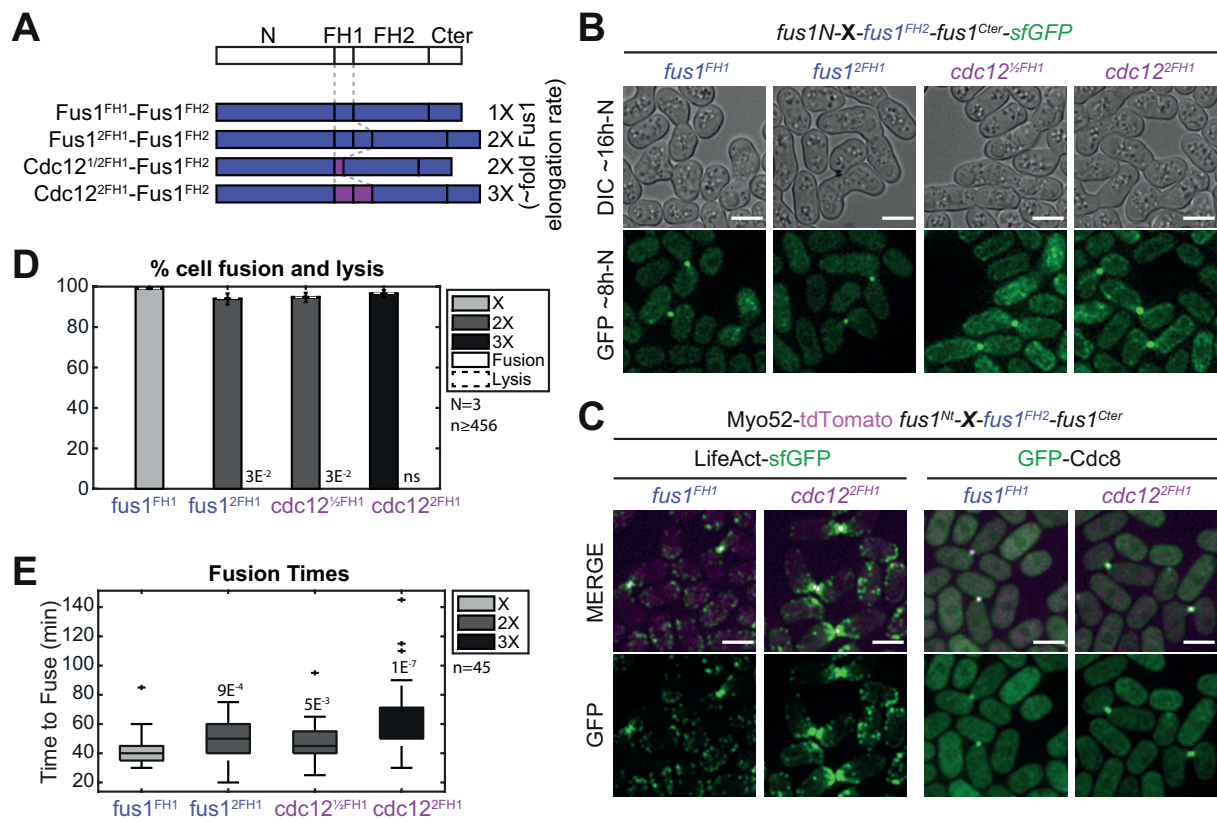 A
N FH1 FH2 Cter
Fus1FH1-Fus1FH2 1X
Fus12FH1-Fus1FH2 2X
Cdc121/2FH1-Fus1FH2 2X
Cdc122FH1-Fus1FH2 3X
(~fold Fus1
elongation rate)
B
fus1N-X-fus1FH2-fus1Cter-sfGFP
fus1FH1 fus12FH1 cdc12½FH1 cdc122FH1
DIC ~16h-N
GFP ~8h-N
D
% cell fusion and lysis
100
80
60
40
20
0
3E-2 3E-2 ns
fus1FH1 fus12FH1 cdc12½FH1 cdc122FH1
X
2X
3X
Fusion
Lysis
N=3
n≥456
C
Myo52-tdTomato fus1Nt-X-fus1FH2-fus1Cter
LifeAct-sfGFP GFP-Cdc8
fus1FH1 cdc122FH1 fus1FH1 cdc122FH1
MERGE
GFP
E
Fusion Times
Time to Fuse (min)
140
120
100
80
60
40
20
9E-4 5E-3 1E-7
fus1FH1 fus12FH1 cdc12½FH1 cdc122FH1
X
2X
3X
n=45